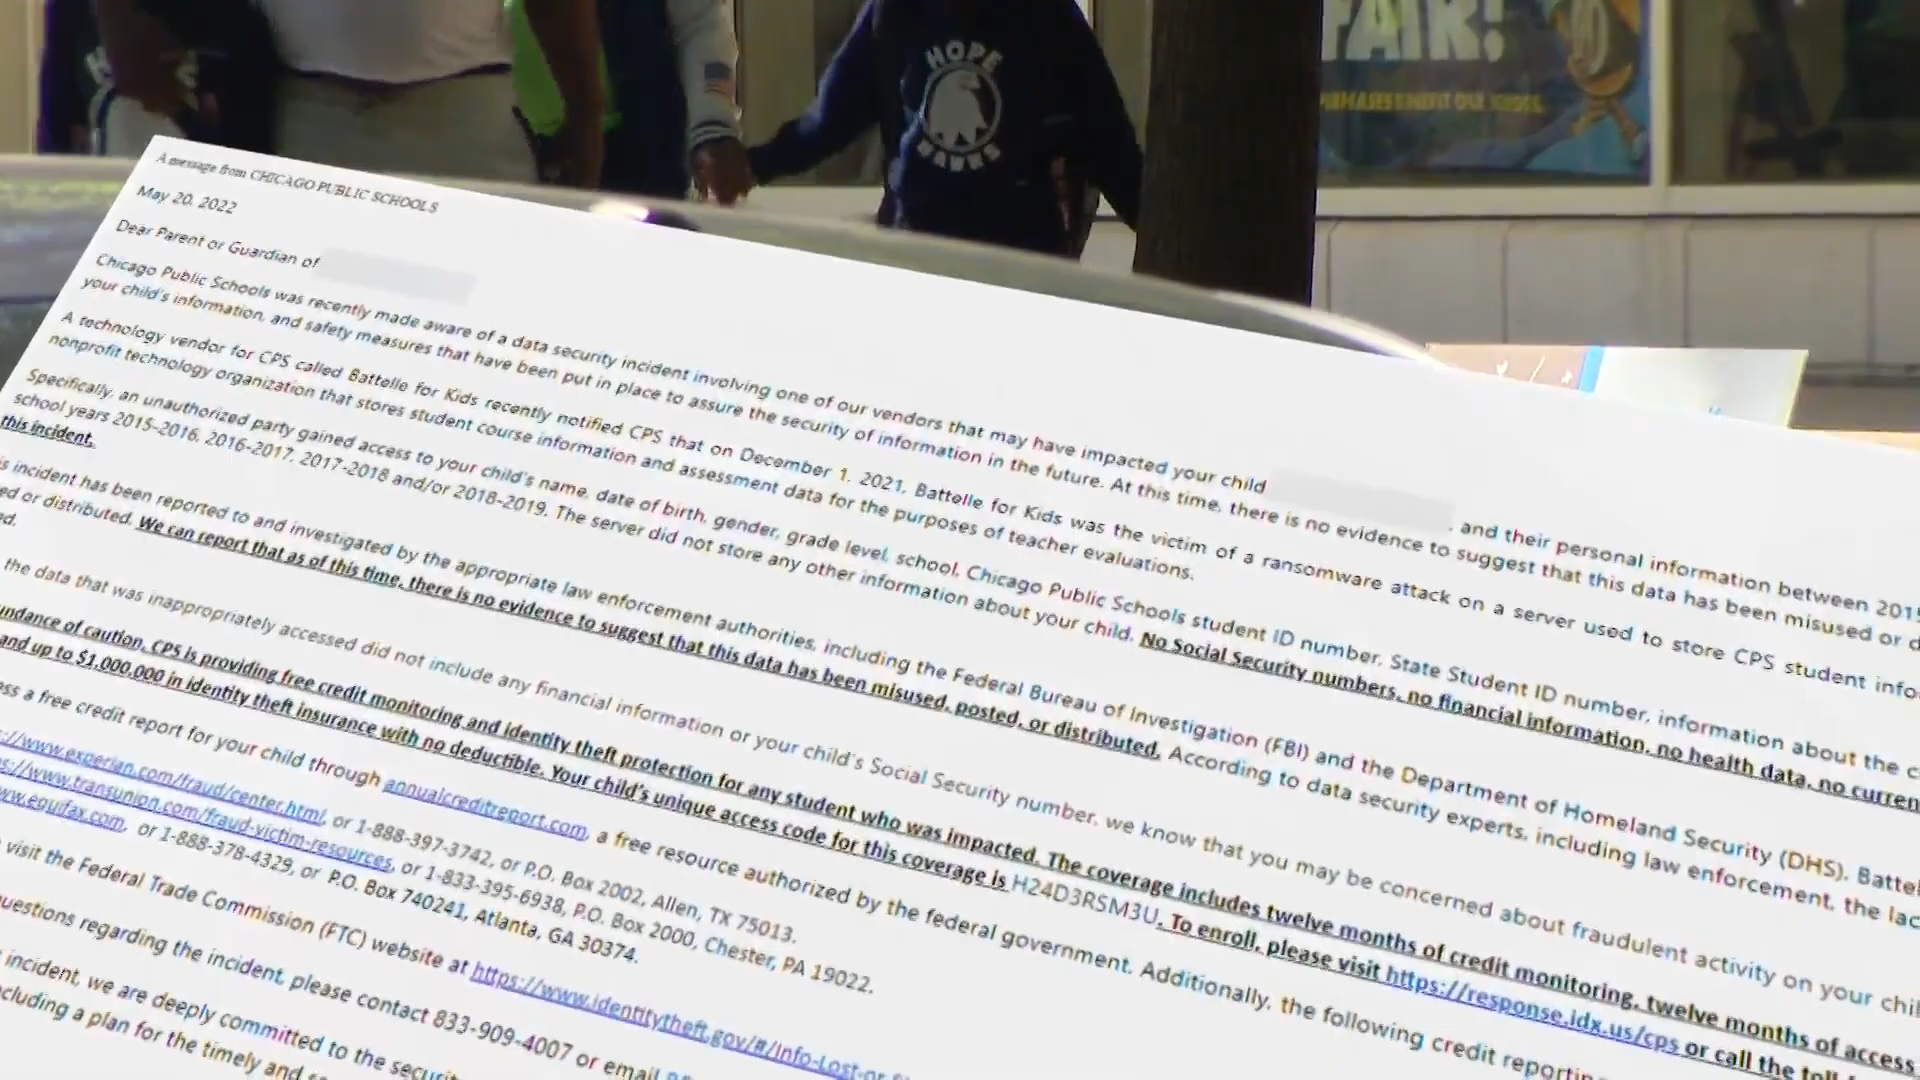 HOPE
HAWKS
FAIR!
A message from CHICAGO PUBLIC SCHOOLS
May 20, 2022
Dear Parent or Guardian of
Chicago Public Schools was recently made aware of a data security incident involving one of our vendors that may have impacted your child , and their personal information between 201
your child's information, and safety measures that have been put in place to assure the security of information in the future. At this time, there is no evidence to suggest that this data has been misused or d
A technology vendor for CPS called Battelle for Kids recently notified CPS that on December 1, 2021, Battelle for Kids was the victim of a ransomware attack on a server used to store CPS student info
nonprofit technology organization that stores student course information and assessment data for the purposes of teacher evaluations.
Specifically, an unauthorized party gained access to your child's name, date of birth, gender, grade level, school, Chicago Public Schools student ID number, State Student ID number, information about the c
school years 2015-2016, 2016-2017, 2017-2018 and/or 2018-2019. The server did not store any other information about your child. No Social Security numbers, no financial information, no health data, no curren
this incident.
s incident has been reported to and investigated by the appropriate law enforcement authorities, including the Federal Bureau of Investigation (FBI) and the Department of Homeland Security (DHS). Battel
ed or distributed. We can report that as of this time, there is no evidence to suggest that this data has been misused, posted, or distributed. According to data security experts, including law enforcement, the lac
ed.
the data that was inappropriately accessed did not include any financial information or your child's Social Security number, we know that you may be concerned about fraudulent activity on your chil
undance of caution, CPS is providing free credit monitoring and identity theft protection for any student who was impacted. The coverage includes twelve months of credit monitoring, twelve months of access
and up to $1,000,000 in identity theft insurance with no deductible. Your child's unique access code for this coverage is H24D3RSM3U. To enroll, please visit https://response.idx.us/cps or call the toll
ess a free credit report for your child through annualcreditreport.com, a free resource authorized by the federal government. Additionally, the following credit reportin
s://www.experian.com/fraud/center.html, or 1-888-397-3742, or P.O. Box 2002, Allen, TX 75013.
ps://www.transunion.com/fraud-victim-resources, or 1-833-395-6938, P.O. Box 2000, Chester, PA 19022.
ww.equifax.com, or 1-888-378-4329, or P.O. Box 740241, Atlanta, GA 30374.
visit the Federal Trade Commission (FTC) website at https://www.identitytheft.gov/#/Info-Lost-or
uestions regarding the incident, please contact 833-909-4007 or email
incident, we are deeply committed to the securit
cluding a plan for the timely and